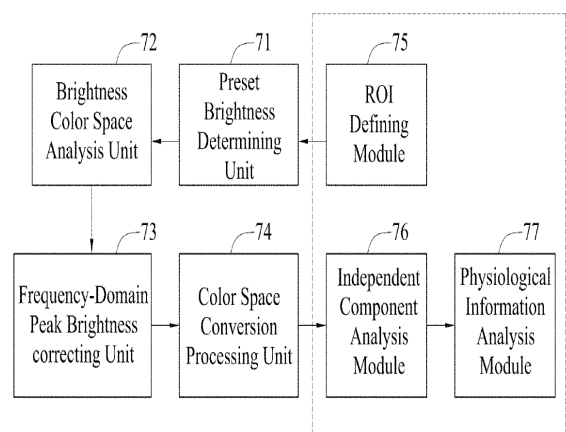 72
71
75
Brightness
Color Space
Analysis Unit
Preset
Brightness
Determining
Unit
ROI
Defining
Module
73
74
76
77
Frequency-Domain
Peak Brightness
correcting Unit
Color Space
Conversion
Processing Unit
Independent
Component
Analysis
Module
Physiological
Information
Analysis
Module